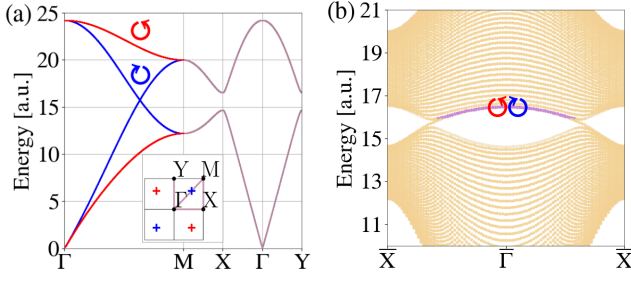 (a)
Energy [a.u.]
25
20
15
10
5
0
Γ
M
X
Γ
Y
Y
M
Γ
X
(b)
Energy [a.u.]
21
19
17
15
13
11
X̅
Γ̅
X̅